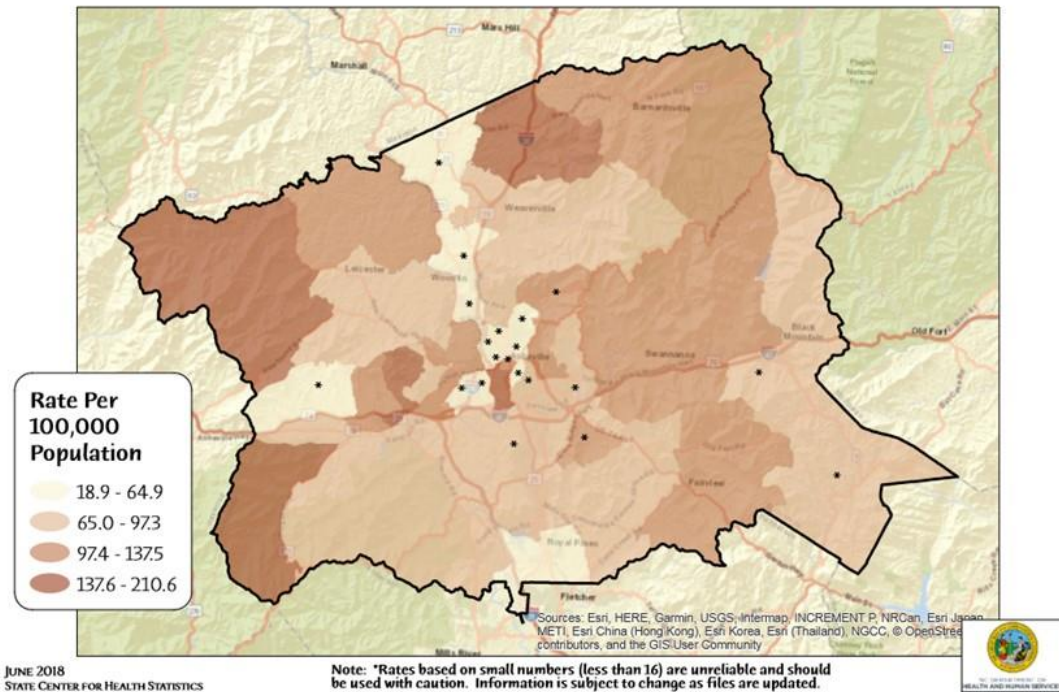 Mars Hill
Marshall
Barnardsville
Weaverville
Leicester
Woodfin
Black
Mountain
Old Fort
Swannanoa
Asheville
Fairview
Royal Pines
Fletcher
Mills River
Rate Per
100,000
Population
18.9 - 64.9
65.0 - 97.3
97.4 - 137.5
137.6 - 210.6
Sources: Esri, HERE, Garmin, USGS, Intermap, INCREMENT P, NRCan, Esri Japan,
METI, Esri China (Hong Kong), Esri Korea, Esri (Thailand), NGCC, © OpenStree
contributors, and the GIS User Community
JUNE 2018
STATE CENTER FOR HEALTH STATISTICS
Note: *Rates based on small numbers (less than 16) are unreliable and should
be used with caution. Information is subject to change as files are updated.
HEALTH AND HUMAN SERVICES